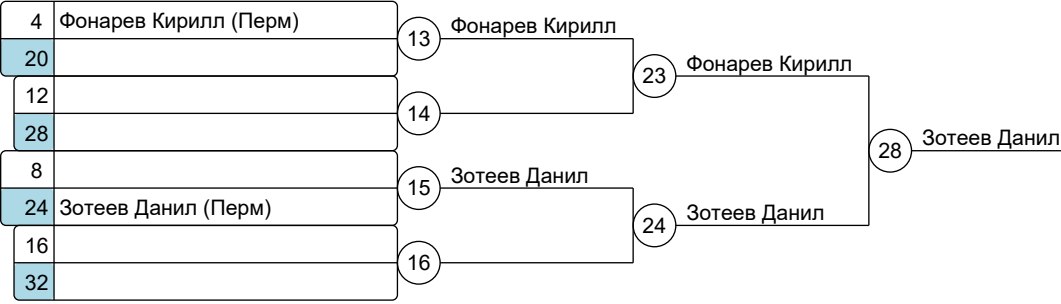 4 Фонарев Кирилл (Перм)
20
12
28
8
24 Зотеев Данил (Перм)
16
32
13
14
15
16
Фонарев Кирилл
Зотеев Данил
23
24
Фонарев Кирилл
Зотеев Данил
28
Зотеев Данил